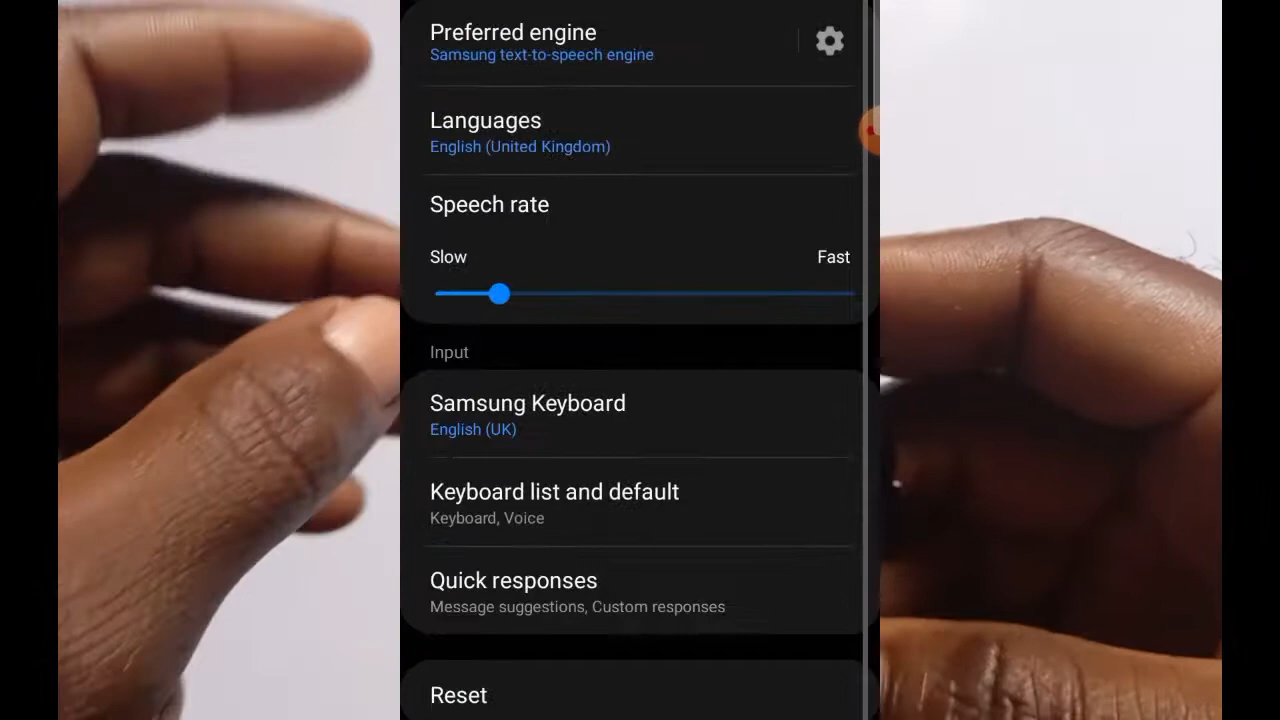 Preferred engine
Samsung text-to-speech engine
Languages
English (United Kingdom)
Speech rate
Slow Fast
Input
Samsung Keyboard
English (UK)
Keyboard list and default
Keyboard, Voice
Quick responses
Message suggestions, Custom responses
Reset